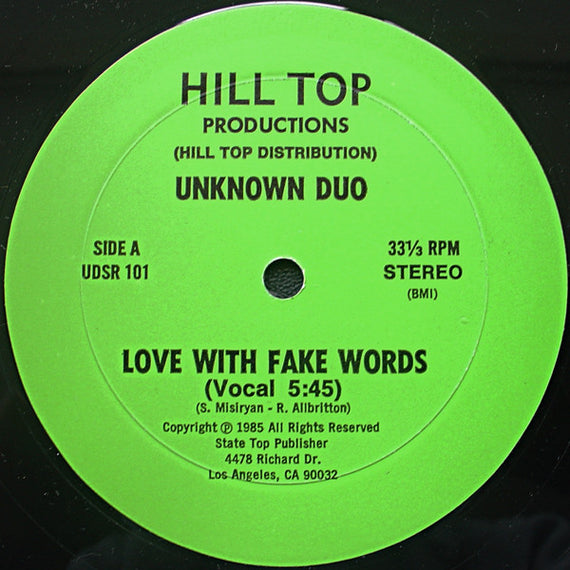 HILL TOP
PRODUCTIONS
(HILL TOP DISTRIBUTION)
UNKNOWN DUO
SIDE A
UDSR 101
33⅓ RPM
STEREO
(BMI)
LOVE WITH FAKE WORDS
(Vocal 5:45)
(S. Misiryan - R. Allbritton)
Copyright ℗ 1985 All Rights Reserved
State Top Publisher
4478 Richard Dr.
Los Angeles, CA 90032